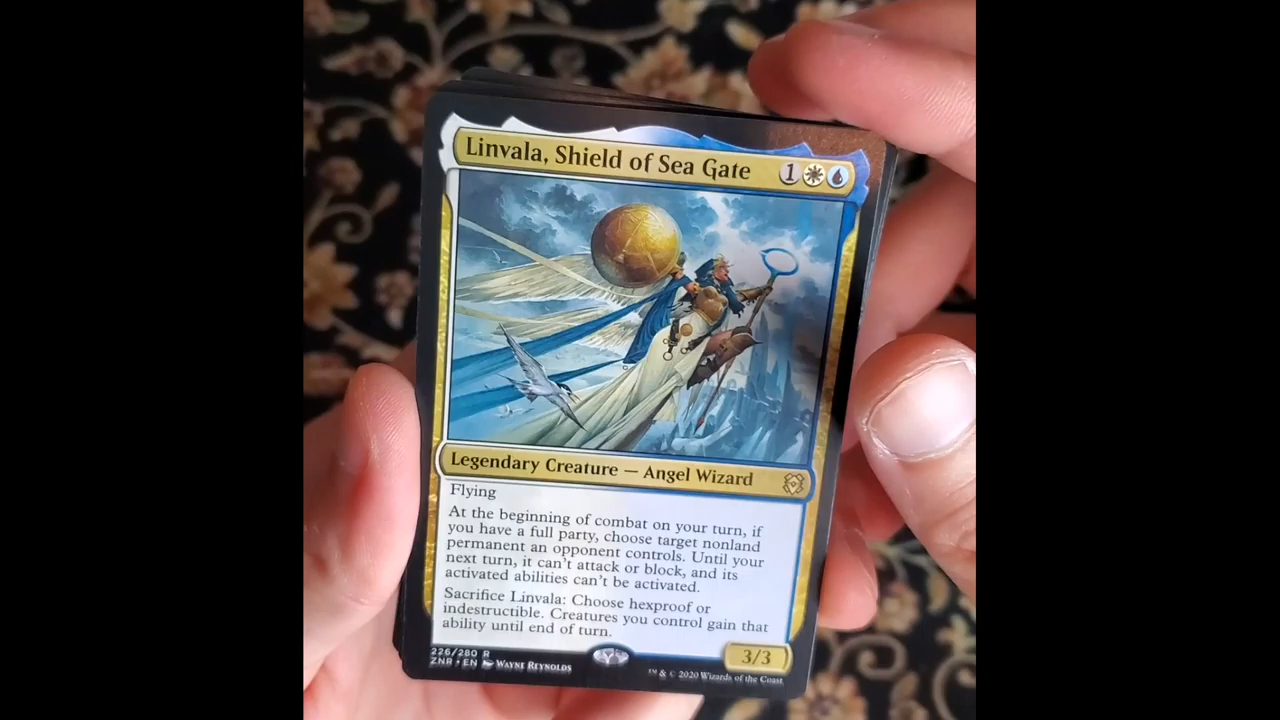 Linvala, Shield of Sea Gate 1
Legendary Creature — Angel Wizard
Flying
At the beginning of combat on your turn, if
you have a full party, choose target nonland
permanent an opponent controls. Until your
next turn, it can't attack or block, and its
activated abilities can't be activated.
Sacrifice Linvala: Choose hexproof or
indestructible. Creatures you control gain that
ability until end of turn.
3/3
226/280 R
ZNR • EN Wayne Reynolds
™ & © 2020 Wizards of the Coast